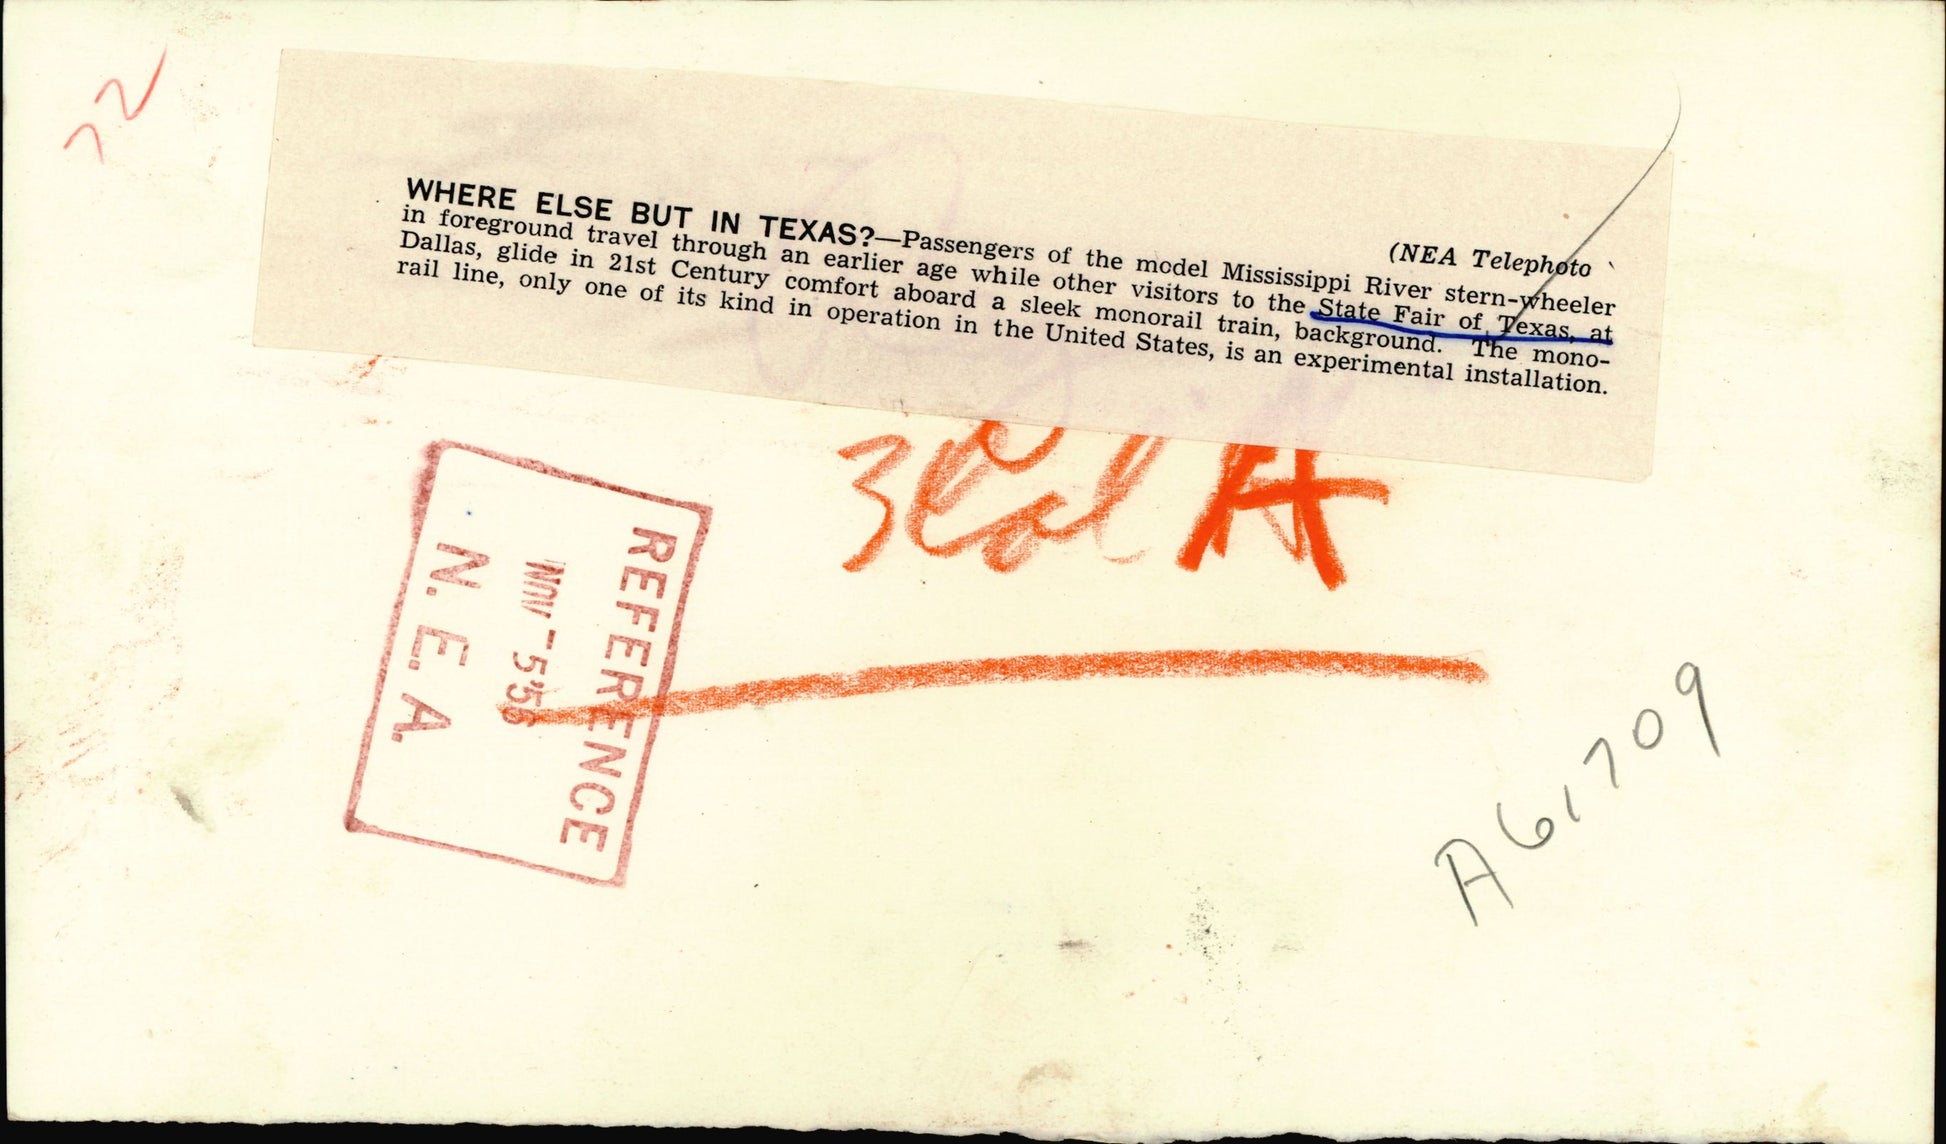 72
(NEA Telephoto
WHERE ELSE BUT IN TEXAS?—Passengers of the model Mississippi River stern-wheeler
in foreground travel through an earlier age while other visitors to the State Fair of Texas, at
Dallas, glide in 21st Century comfort aboard a sleek monorail train, background. The mono-
rail line, only one of its kind in operation in the United States, is an experimental installation.
3 Col A
REFERENCE
NOV -5 '56
N. E. A.
A61709